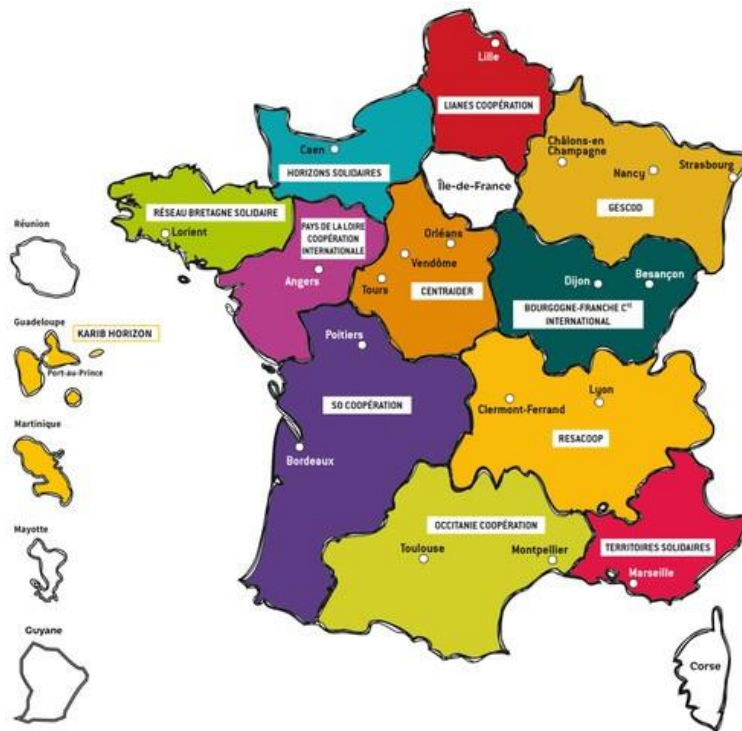 Lille
LIANES COOPÉRATION
Caen
HORIZONS SOLIDAIRES
Châlons-en
Champagne
Nancy
Strasbourg
GESCOD
Île-de-France
RÉSEAU BRETAGNE SOLIDAIRE
Lorient
PAYS DE LA LOIRE
COOPÉRATION
INTERNATIONALE
Angers
Orléans
Vendôme
Tours
CENTRAIDER
Dijon
Besançon
BOURGOGNE-FRANCHE Cté
INTERNATIONAL
Réunion
Guadeloupe
KARIB HORIZON
Port-au-Prince
Martinique
Mayotte
Guyane
Poitiers
SO COOPÉRATION
Bordeaux
Clermont-Ferrand
Lyon
RESACOOP
OCCITANIE COOPÉRATION
Toulouse
Montpellier
TERRITOIRES SOLIDAIRES
Marseille
Corse